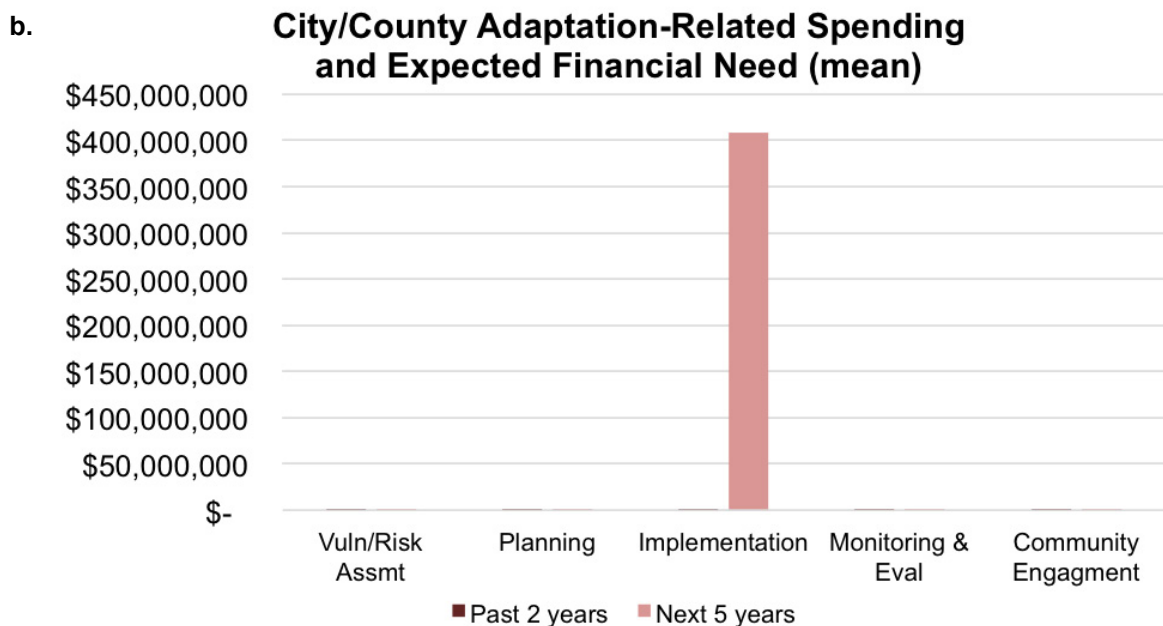 b.
City/County Adaptation-Related Spending
and Expected Financial Need (mean)
$450,000,000
$400,000,000
$350,000,000
$300,000,000
$250,000,000
$200,000,000
$150,000,000
$100,000,000
$50,000,000
$-
Vuln/Risk
Assmt
Planning
Implementation
Monitoring &
Eval
Community
Engagment
Past 2 years
Next 5 years